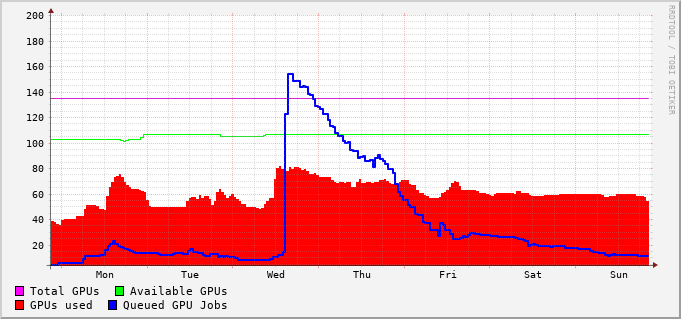 200
180
160
140
120
100
80
60
40
20
Mon Tue Wed Thu Fri Sat Sun
Total GPUs Available GPUs
GPUs used Queued GPU Jobs
RRDTOOL / TOBI OETIKER